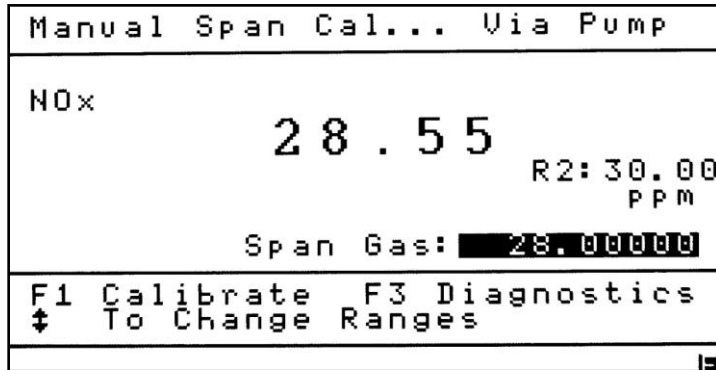 Manual Span Cal... Via Pump
NOx
28.55
R2:30.00
ppm
Span Gas: 28.00000
F1 Calibrate F3 Diagnostics
↕ To Change Ranges